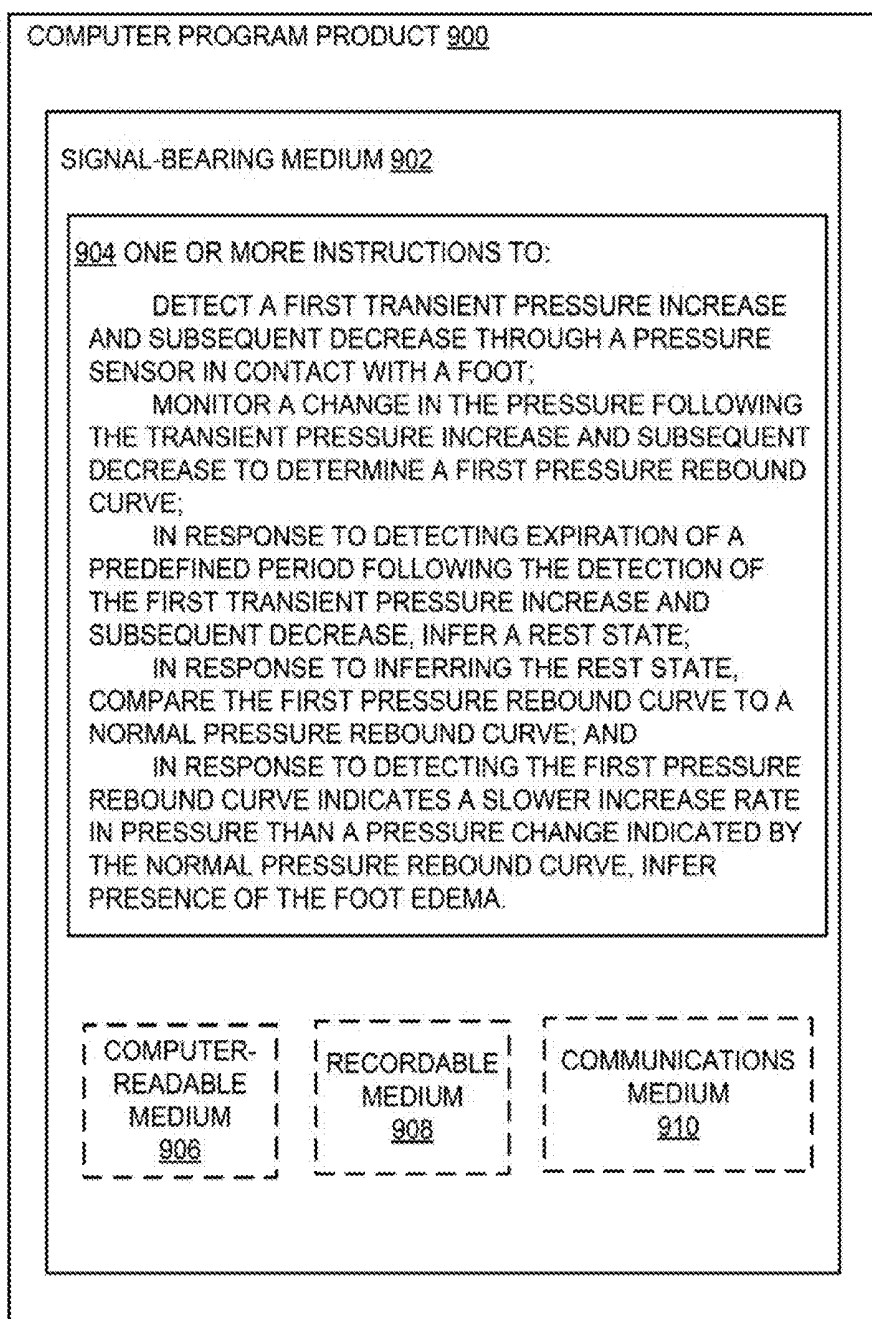 COMPUTER PROGRAM PRODUCT 900
SIGNAL-BEARING MEDIUM 902
904 ONE OR MORE INSTRUCTIONS TO:
DETECT A FIRST TRANSIENT PRESSURE INCREASE
AND SUBSEQUENT DECREASE THROUGH A PRESSURE
SENSOR IN CONTACT WITH A FOOT;
MONITOR A CHANGE IN THE PRESSURE FOLLOWING
THE TRANSIENT PRESSURE INCREASE AND SUBSEQUENT
DECREASE TO DETERMINE A FIRST PRESSURE REBOUND
CURVE;
IN RESPONSE TO DETECTING EXPIRATION OF A
PREDEFINED PERIOD FOLLOWING THE DETECTION OF
THE FIRST TRANSIENT PRESSURE INCREASE AND
SUBSEQUENT DECREASE, INFER A REST STATE;
IN RESPONSE TO INFERRING THE REST STATE,
COMPARE THE FIRST PRESSURE REBOUND CURVE TO A
NORMAL PRESSURE REBOUND CURVE; AND
IN RESPONSE TO DETECTING THE FIRST PRESSURE
REBOUND CURVE INDICATES A SLOWER INCREASE RATE
IN PRESSURE THAN A PRESSURE CHANGE INDICATED BY
THE NORMAL PRESSURE REBOUND CURVE, INFER
PRESENCE OF THE FOOT EDEMA.
COMPUTER-
READABLE
MEDIUM
906
RECORDABLE
MEDIUM
908
COMMUNICATIONS
MEDIUM
910